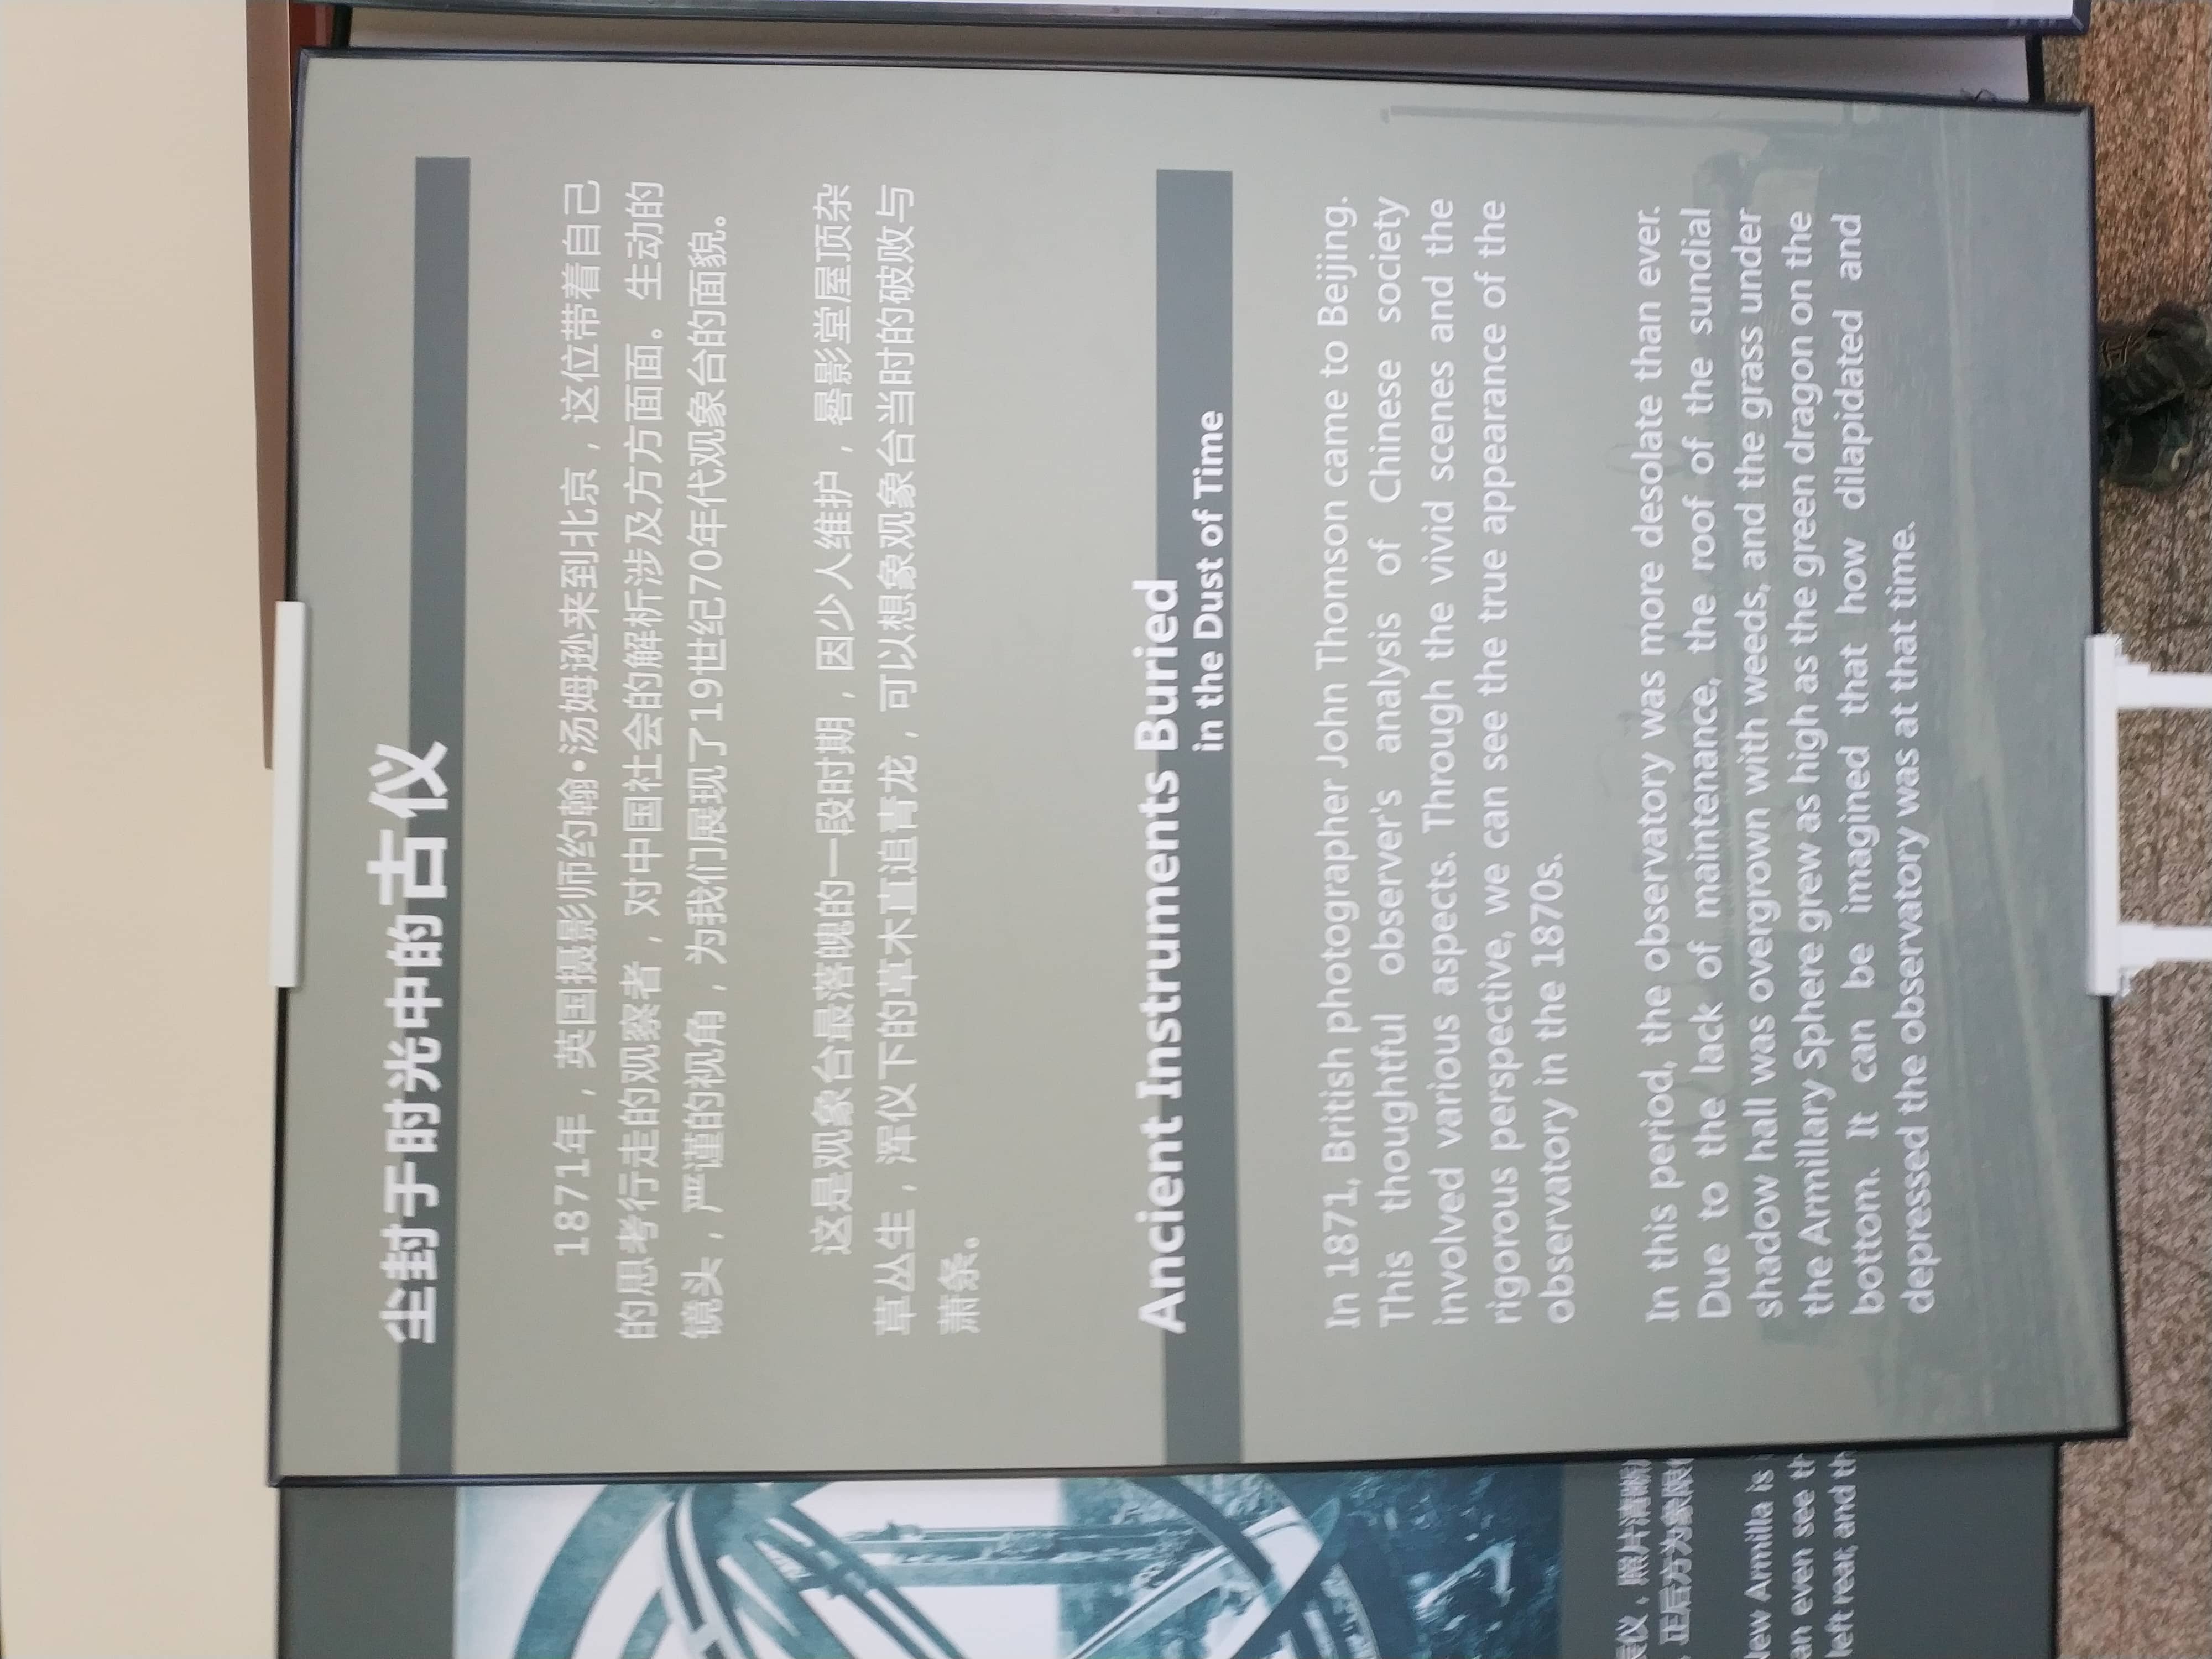 尘封于时光中的古仪
1871年，英国摄影师约翰•汤姆逊来到北京，这位带着自己
的思考行走的观察者，对中国社会的解析涉及方方面面。生动的
镜头，严谨的视角，为我们展现了19世纪70年代观象台的面貌。
这是观象台最落魄的一段时期，因少人维护，晷影堂屋顶杂
草丛生，浑仪下的草木直追青龙，可以想象观象台当时的破败与
萧条。
Ancient Instruments Buried
in the Dust of Time
In 1871, British photographer John Thomson came to Beijing.
This thoughtful observer's analysis of Chinese society
involved various aspects. Through the vivid scenes and the
rigorous perspective, we can see the true appearance of the
observatory in the 1870s.
In this period, the observatory was more desolate than ever.
Due to the lack of maintenance, the roof of the sundial
shadow hall was overgrown with weeds, and the grass under
the Armillary Sphere grew as high as the green dragon on the
bottom. It can be imagined that how dilapidated and
depressed the observatory was at that time.
仪，照片清晰
正后方为象限
New Armilla is
an even see th
left rear, and th